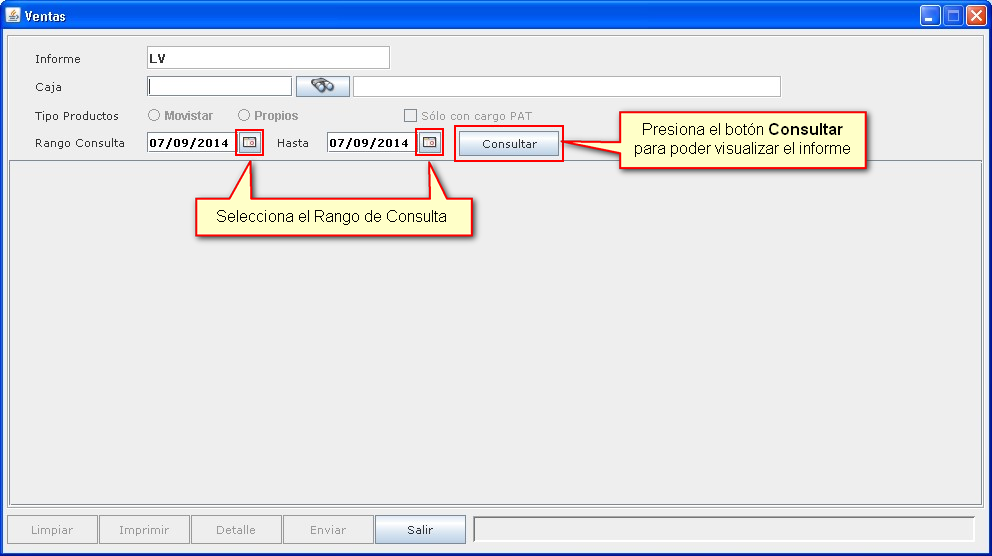 Ventas
Informe LV
Caja
Tipo Productos Movistar Propios Sólo con cargo PAT
Rango Consulta 07/09/2014 Hasta 07/09/2014 Consultar
Presiona el botón Consultar
para poder visualizar el informe
Selecciona el Rango de Consulta
Limpiar Imprimir Detalle Enviar Salir